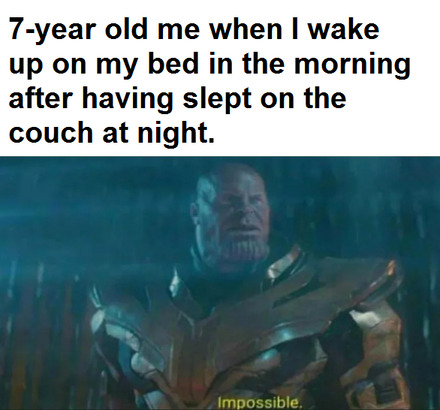 7-year old me when I wake
up on my bed in the morning
after having slept on the
couch at night.
Impossible.